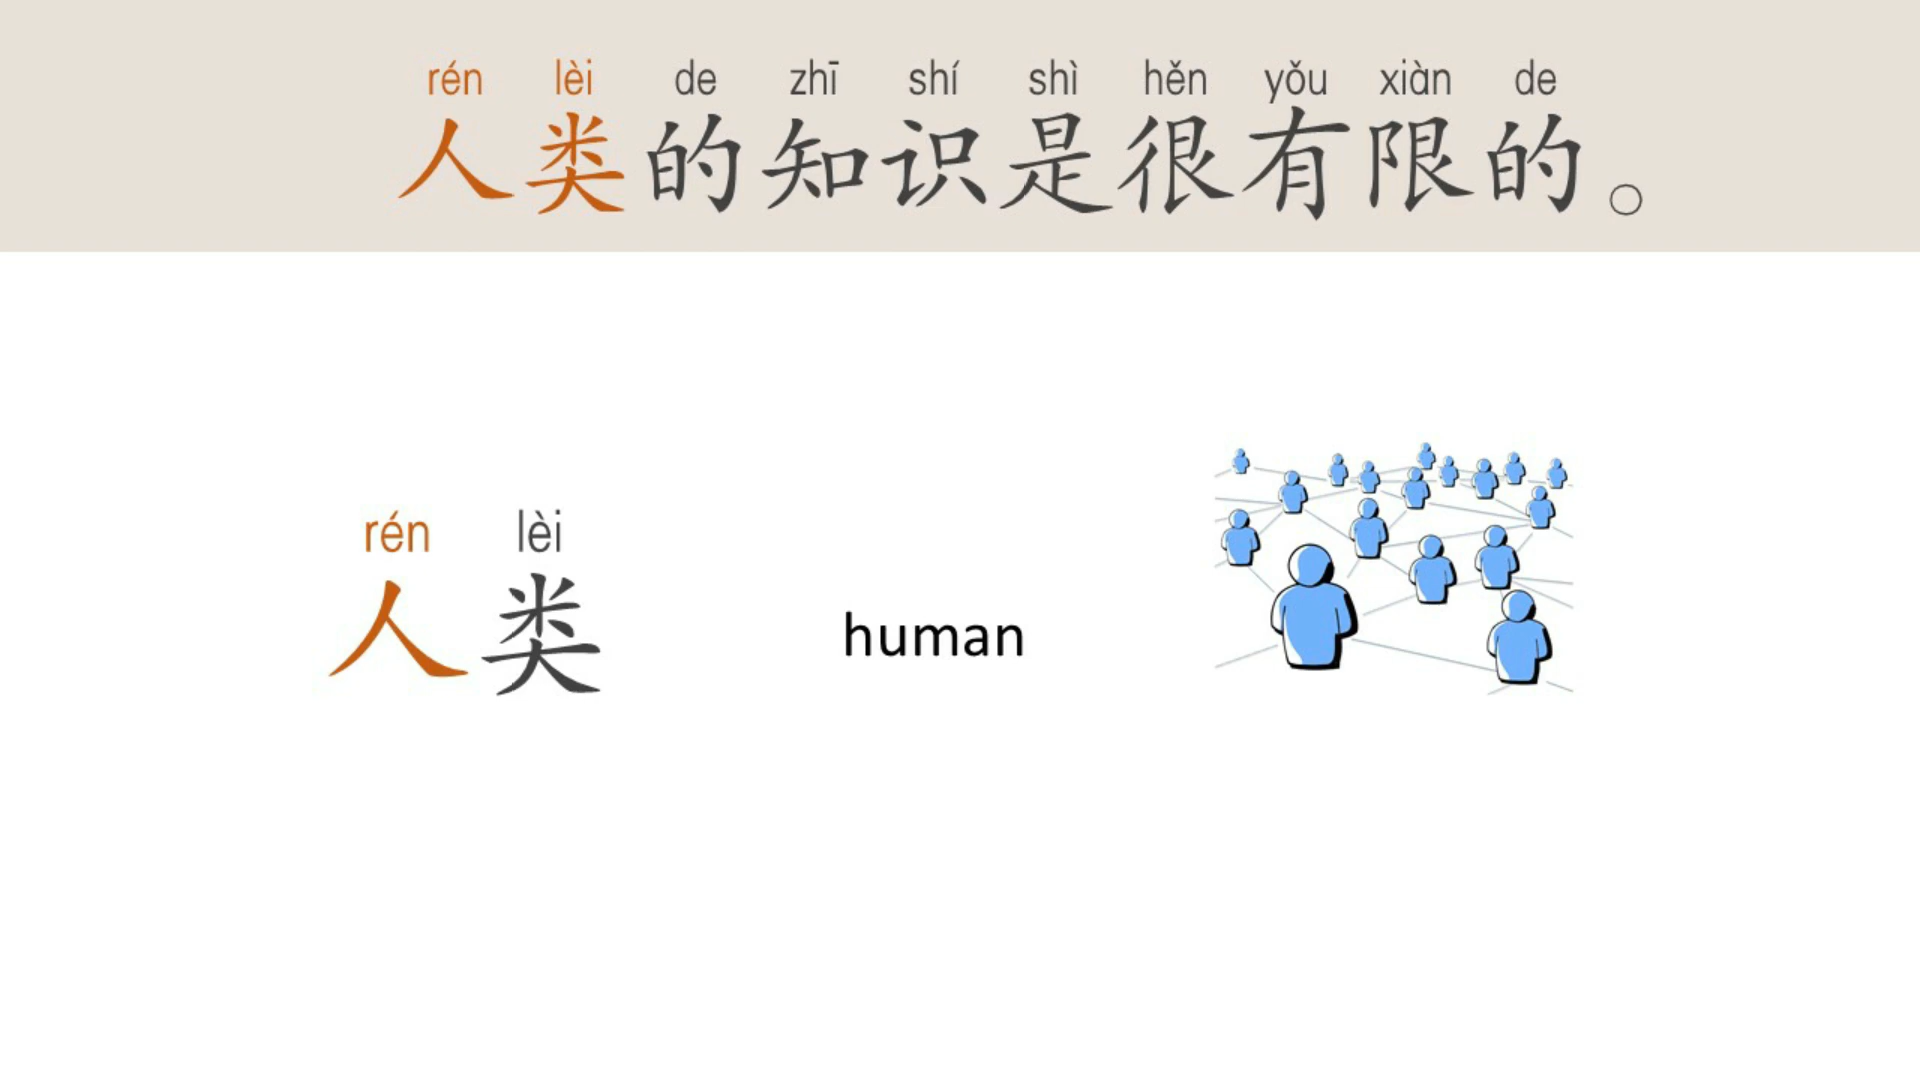 rén lèi de zhī shí shì hěn yǒu xiàn de
人类的知识是很有限的。
rén lèi
人类
human